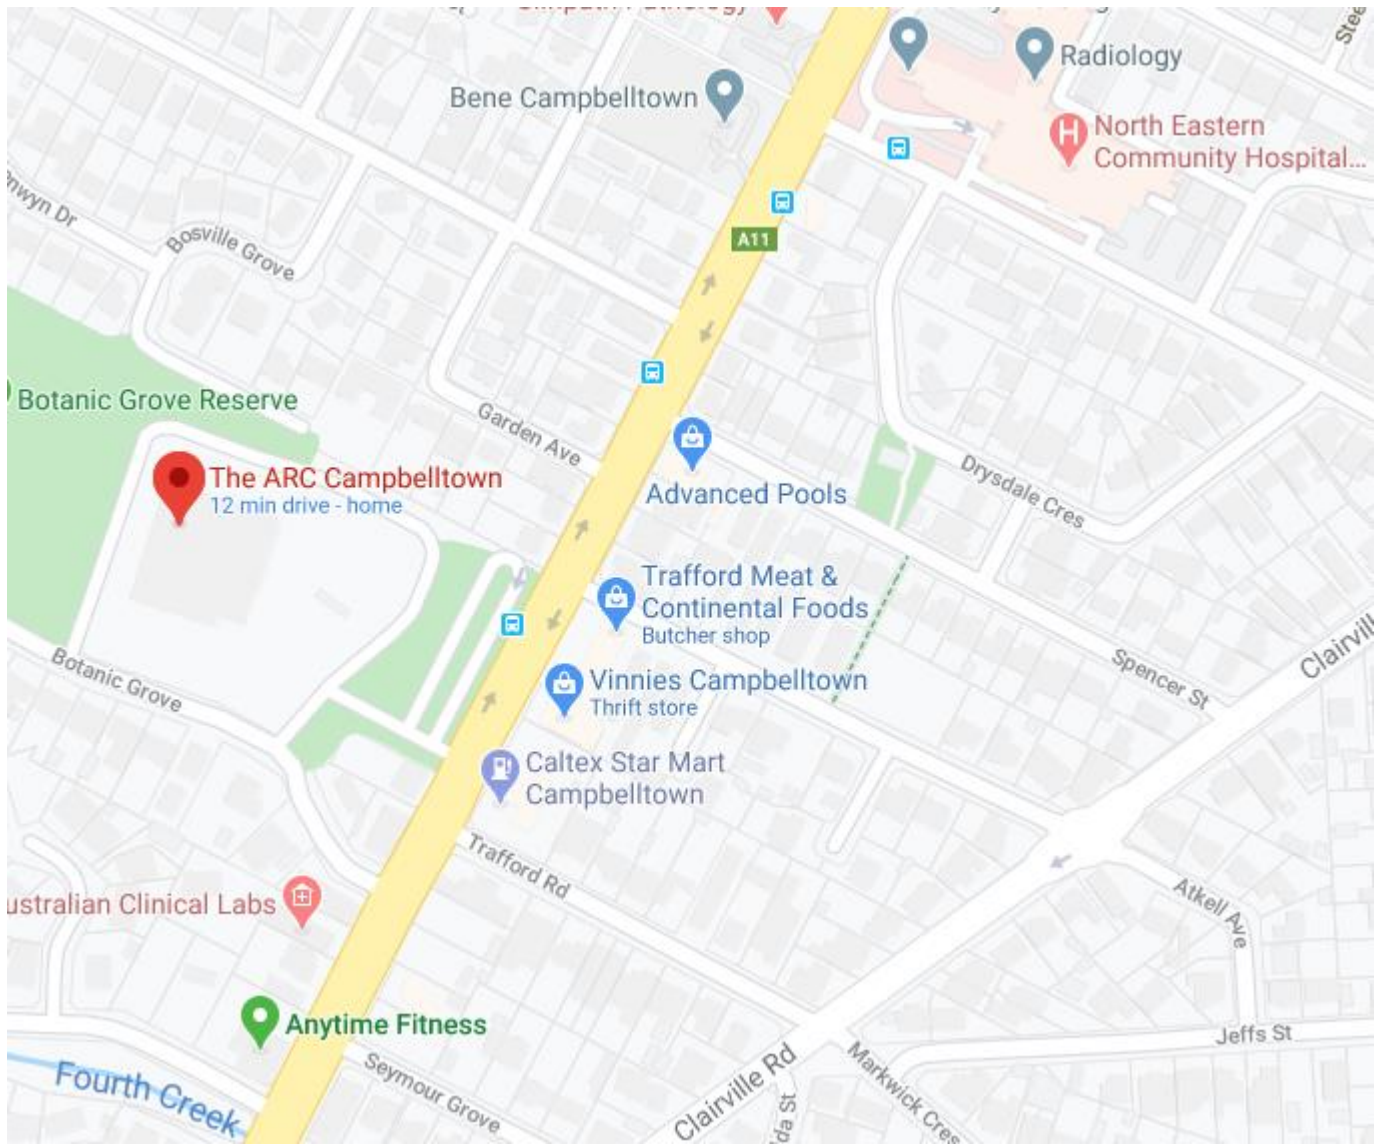 Radiology
Bene Campbelltown
North Eastern
Community Hospital...
H
A11
Bosville Grove
Botanic Grove Reserve
Garden Ave
The ARC Campbelltown
12 min drive - home
Advanced Pools
Drysdale Cres
Trafford Meat &
Continental Foods
Butcher shop
Botanic Grove
Vinnies Campbelltown
Thrift store
Spencer St
Caltex Star Mart
Campbelltown
Trafford Rd
ustralian Clinical Labs
Atkell Ave
Anytime Fitness
Jeffs St
Fourth Creek
Seymour Grove
Clairville Rd
Markwick Cres